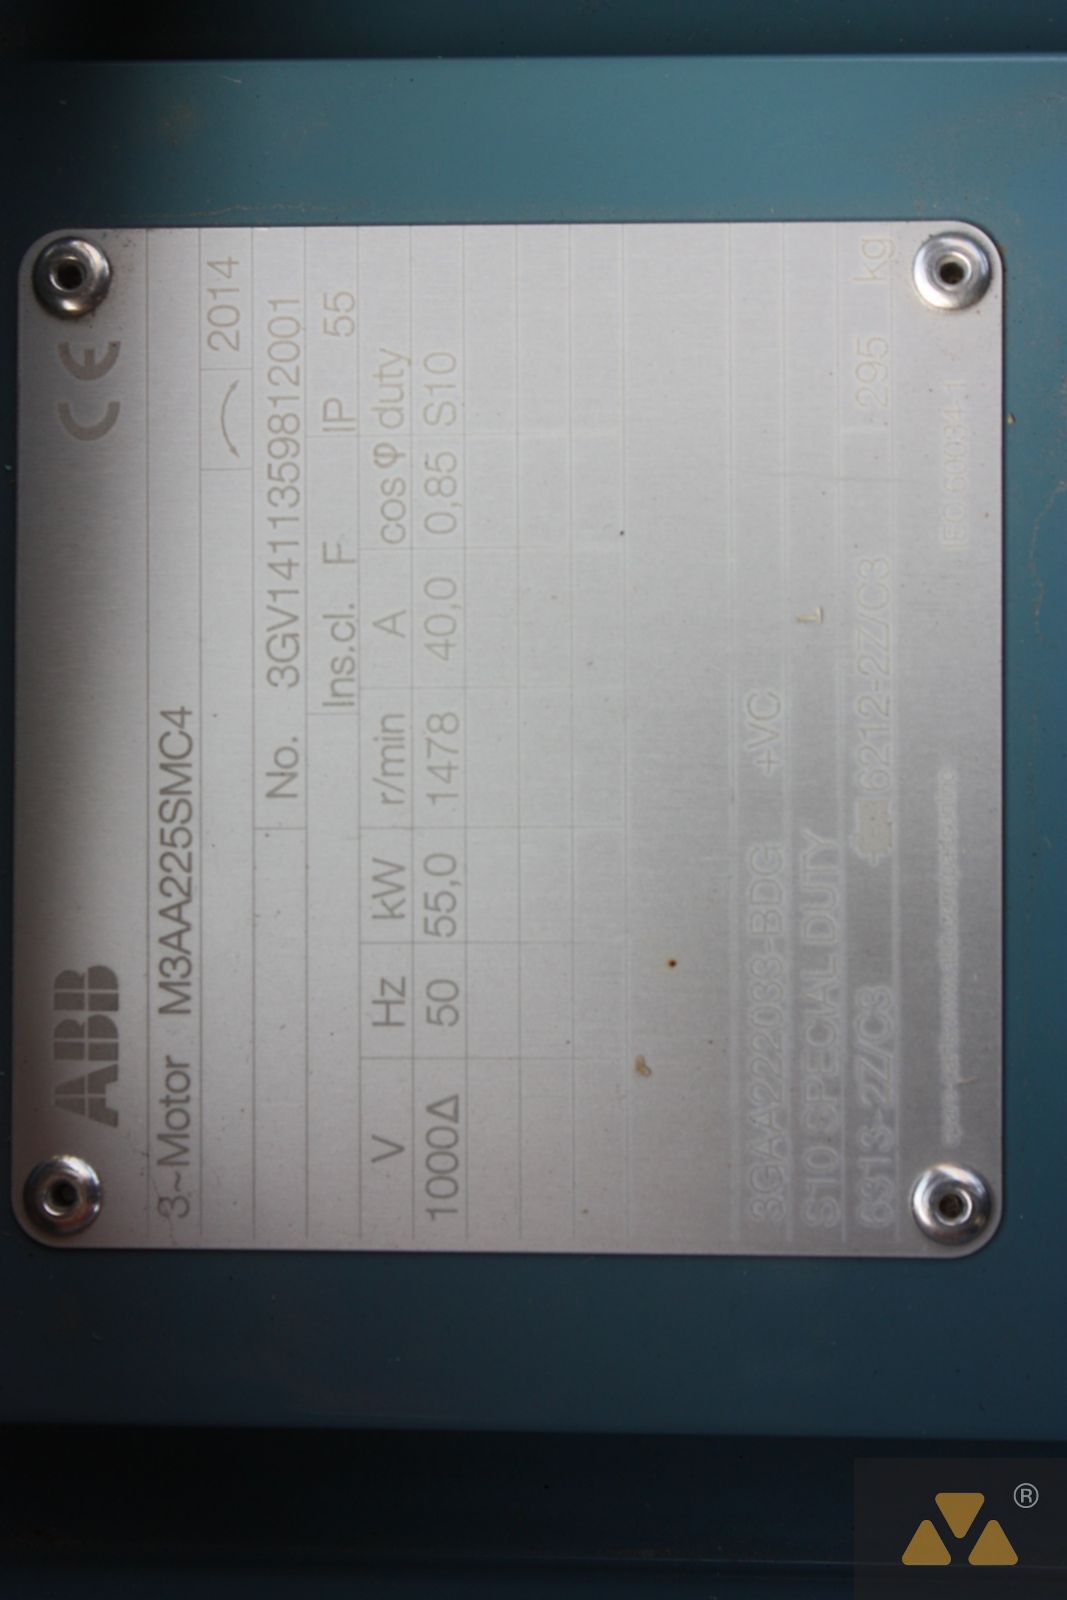 ABB CE
3~Motor M3AA225SMC4
2014
No. 3GV1411359812001
Ins.cl. F IP 55
V Hz kW r/min A cosφ duty
1000Δ 50 55,0 1478 40,0 0,85 S10
3GAA222033-BDG +VC
S10 SPECIAL DUTY
6313-2Z/C3 6212-2Z/C3 295 kg
IEC 60034-1
®